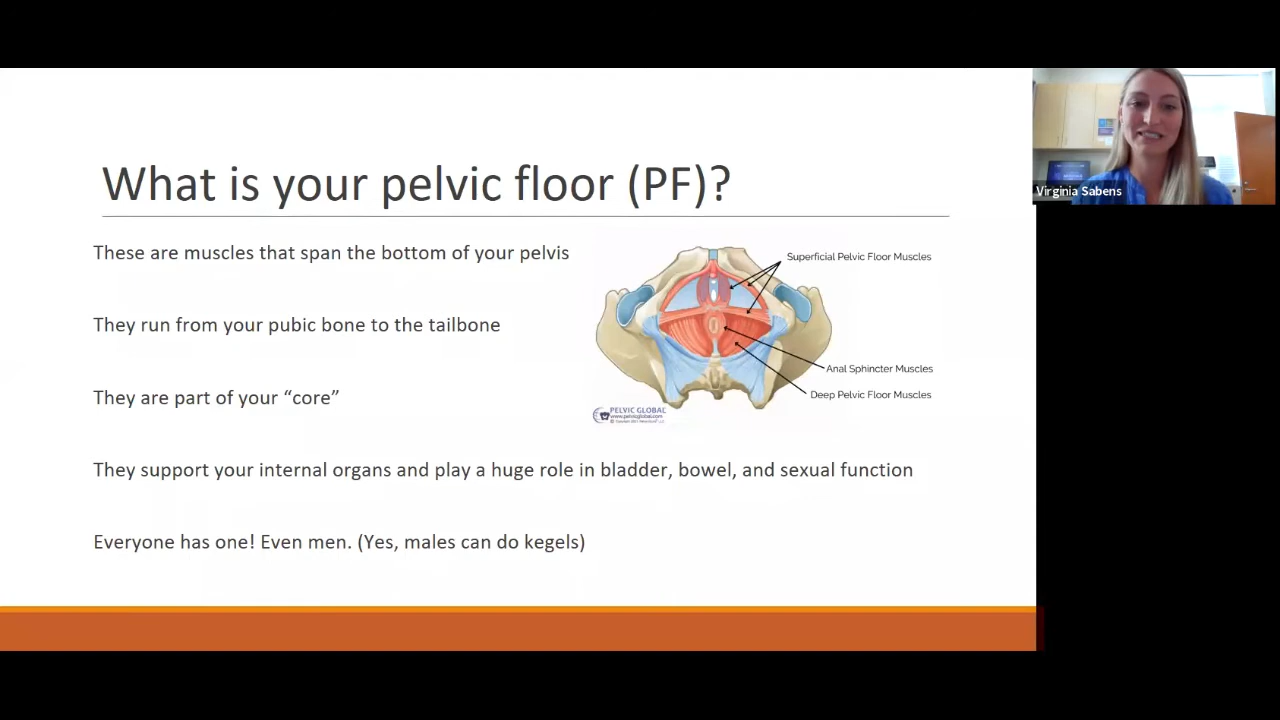 What is your pelvic floor (PF)?
Virginia Sabens
These are muscles that span the bottom of your pelvis
Superficial Pelvic Floor Muscles
They run from your pubic bone to the tailbone
Anal Sphincter Muscles
Deep Pelvic Floor Muscles
They are part of your “core”
PELVIC GLOBAL
www.pelvicglobal.com
They support your internal organs and play a huge role in bladder, bowel, and sexual function
Everyone has one! Even men. (Yes, males can do kegels)